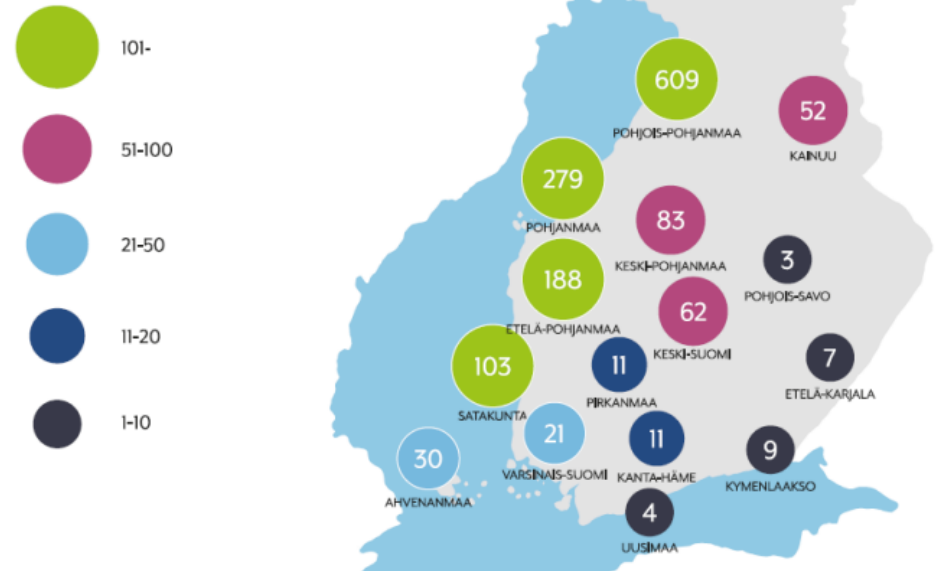 101-
51-100
21-50
11-20
1-10
609
POHJOIS-POHJANMAA
52
KAINUU
279
POHJANMAA
83
KESKI-POHJANMAA
3
POHJOIS-SAVO
188
ETELÄ-POHJANMAA
62
KESKI-SUOMI
103
SATAKUNTA
11
PIRKANMAA
7
ETELÄ-KARJALA
30
AHVENANMAA
21
VARSINAIS-SUOMI
11
KANTA-HÄME
9
KYMENLAAKSO
4
UUSIMAA